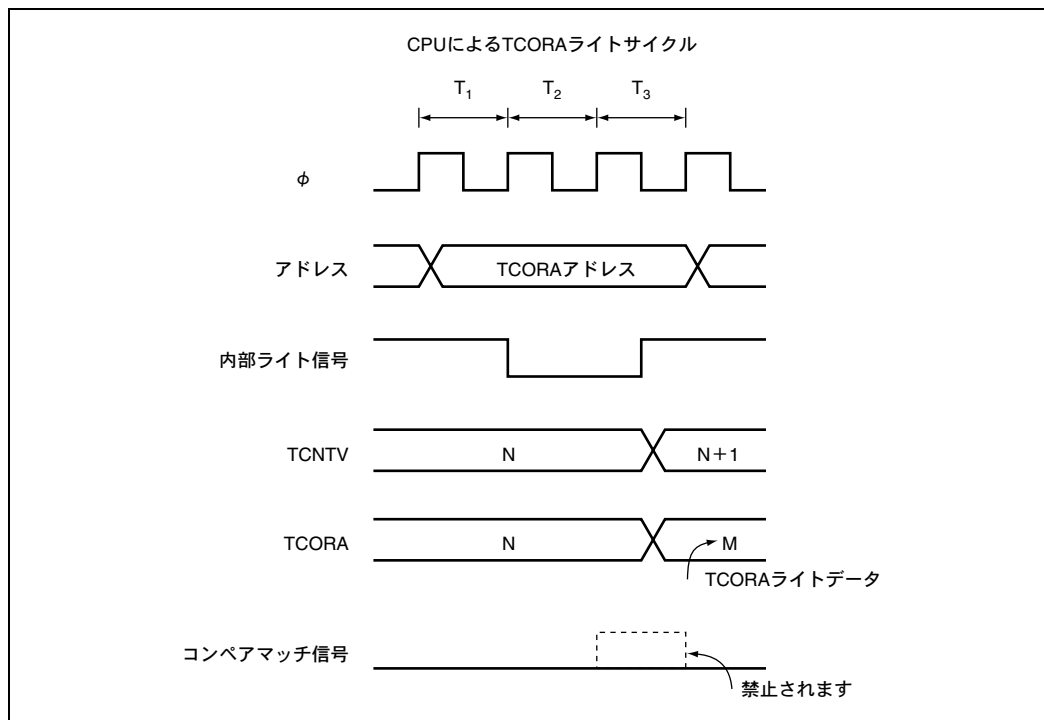 CPUによるTCORAライトサイクル
T1 T2 T3
φ
アドレス TCORAアドレス
内部ライト信号
TCNTV N N+1
TCORA N M
TCORAライトデータ
コンペアマッチ信号
禁止されます